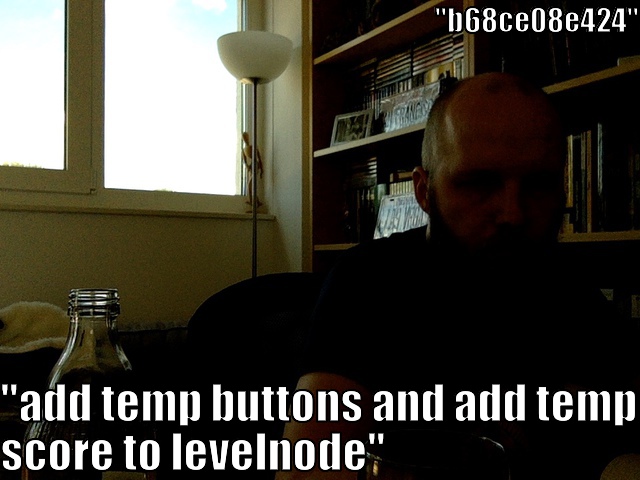 "b68ce08e424"
"add temp buttons and add temp
score to levelnode"